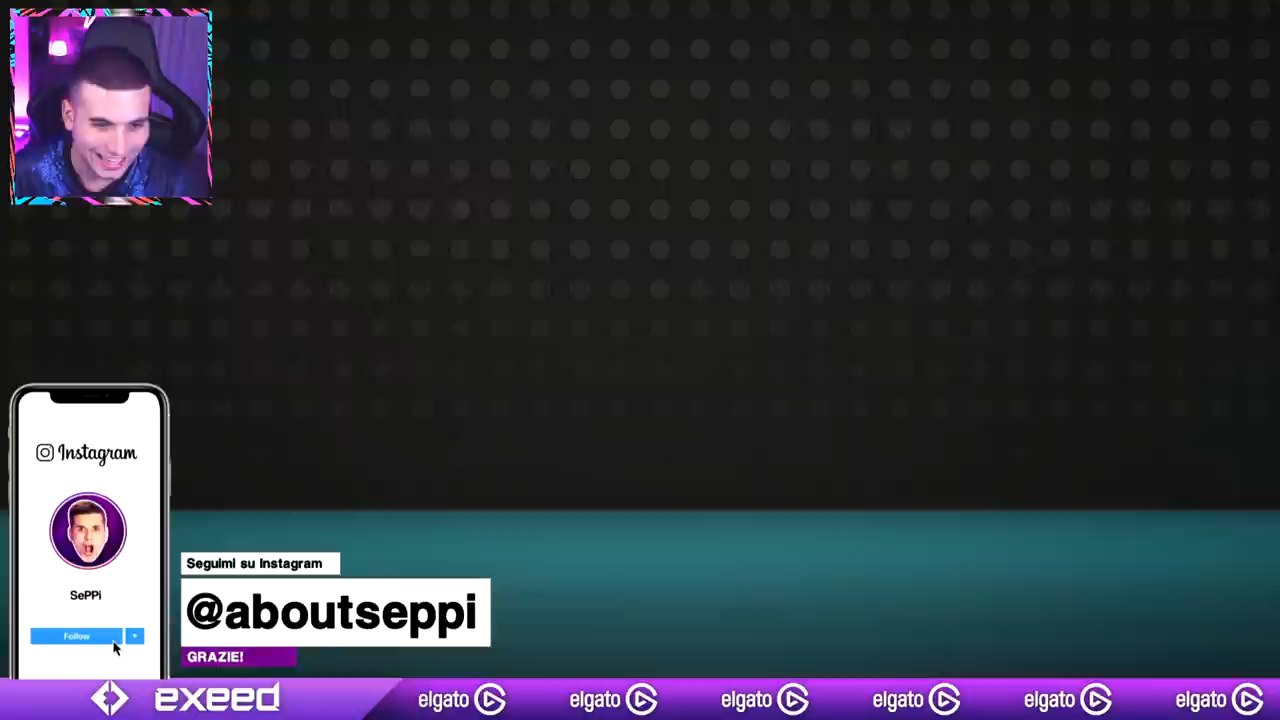 Instagram
SePPi
Follow
Seguimi su Instagram
@aboutseppi
GRAZIE!
exeed elgato elgato elgato elgato elgato elgato